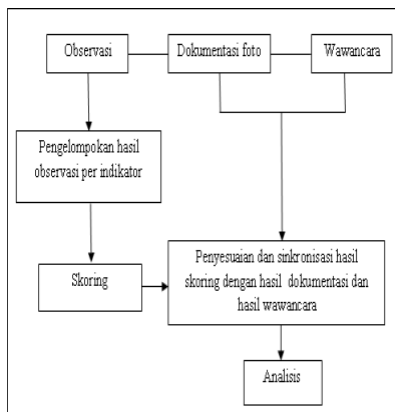 Observasi
Dokumentasi foto
Wawancara
Pengelompokan hasil
observasi per indikator
Skoring
Penyesuaian dan sinkronisasi hasil
skoring dengan hasil dokumentasi dan
hasil wawancara
Analisis